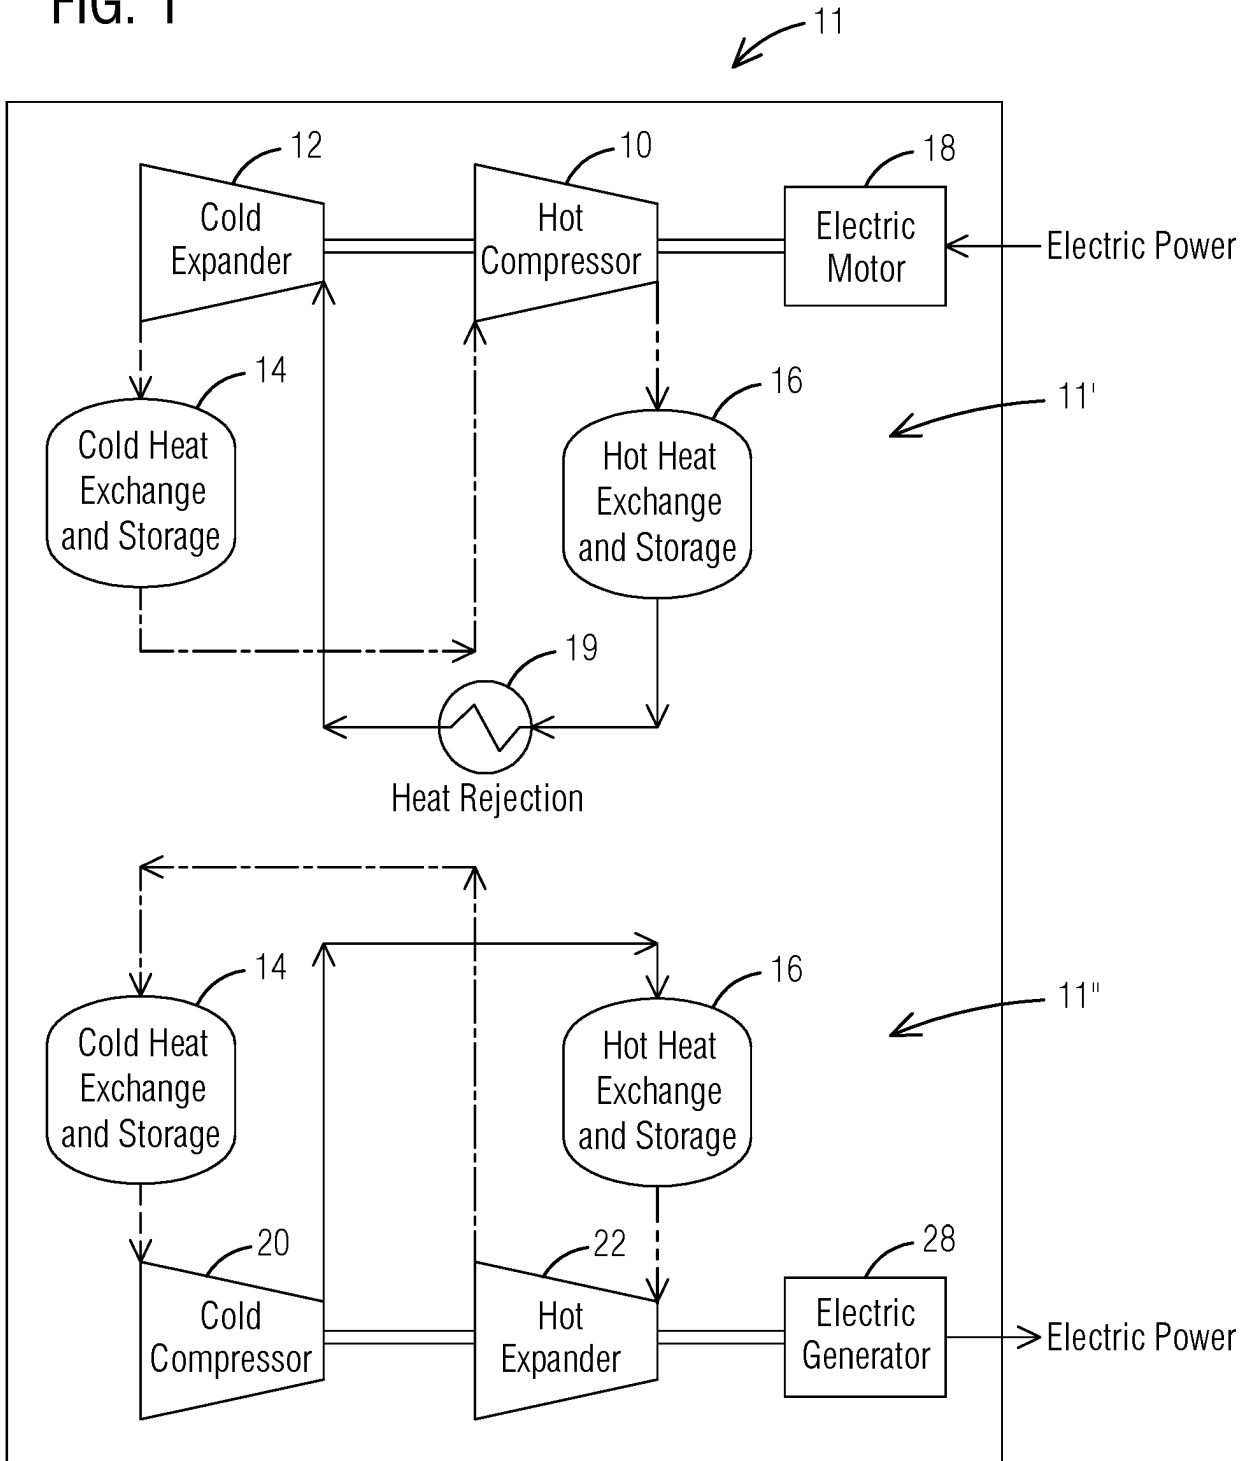 FIG. 1
11
12
10
18
Cold
Expander
Hot
Compressor
Electric
Motor
Electric Power
14
16
11'
Cold Heat
Exchange
and Storage
Hot Heat
Exchange
and Storage
19
Heat Rejection
14
16
11"
Cold Heat
Exchange
and Storage
Hot Heat
Exchange
and Storage
20
22
28
Cold
Compressor
Hot
Expander
Electric
Generator
Electric Power